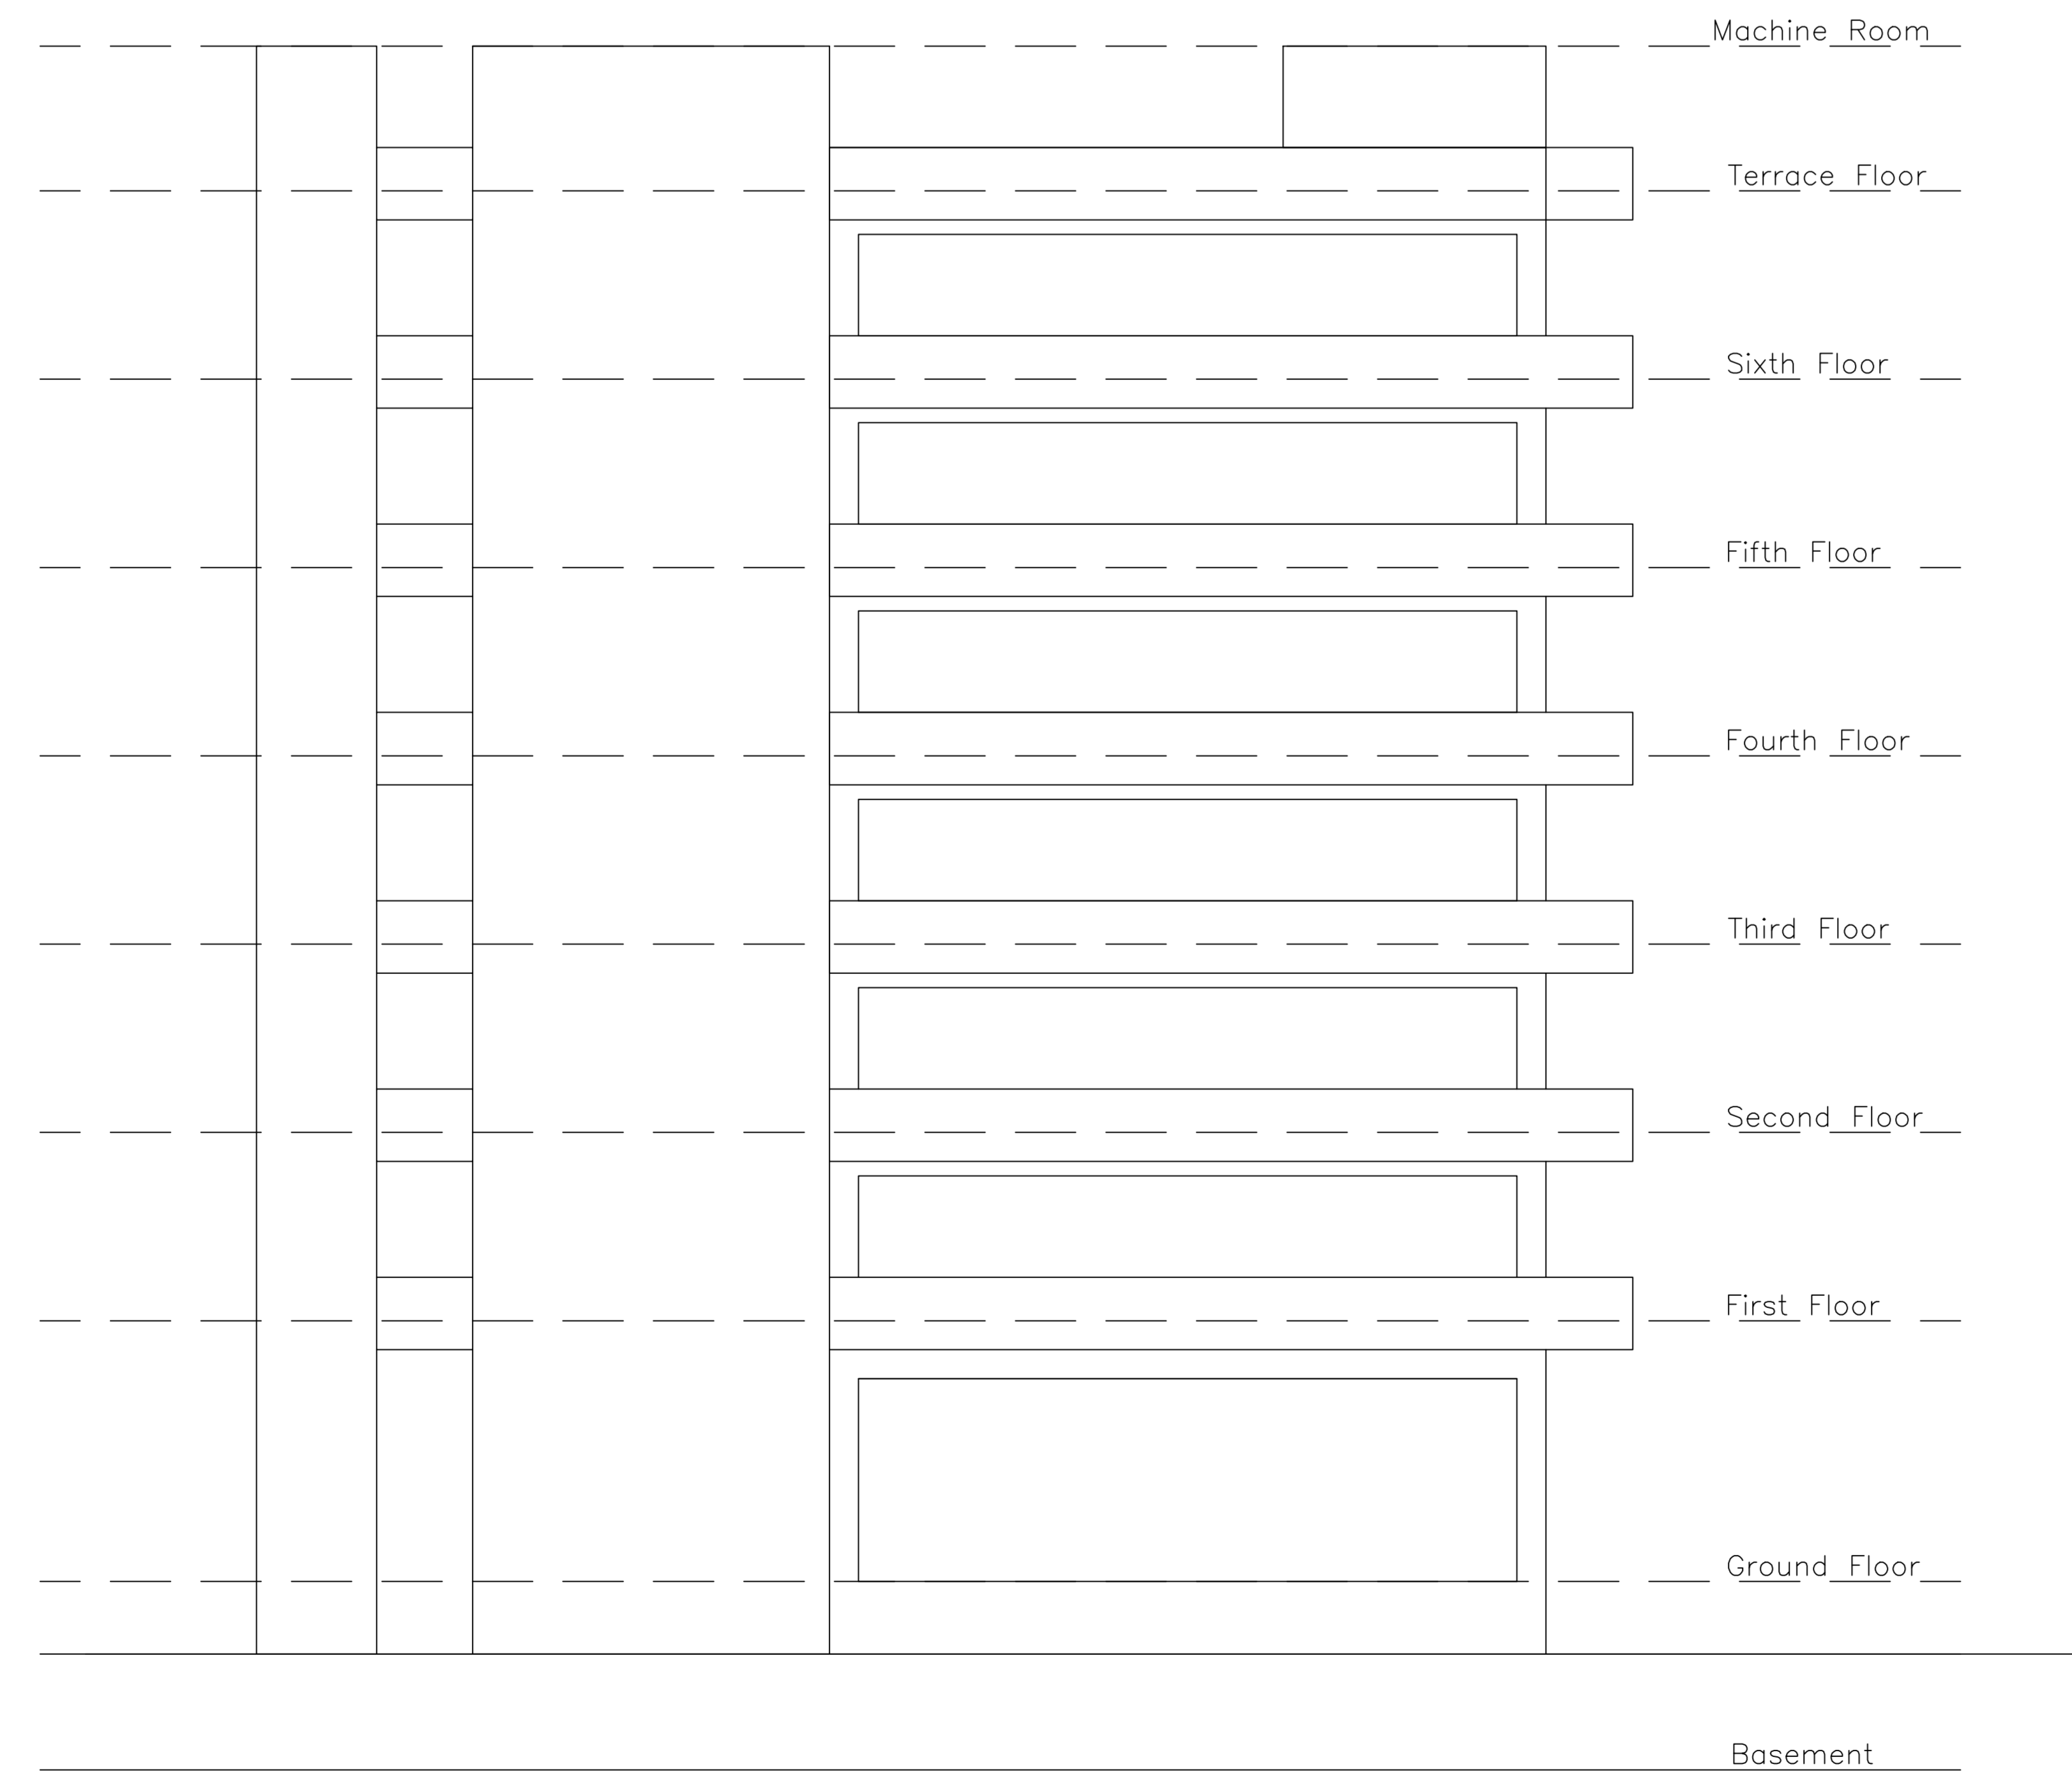 Machine Room
Terrace Floor
Sixth Floor
Fifth Floor
Fourth Floor
Third Floor
Second Floor
First Floor
Ground Floor
Basement